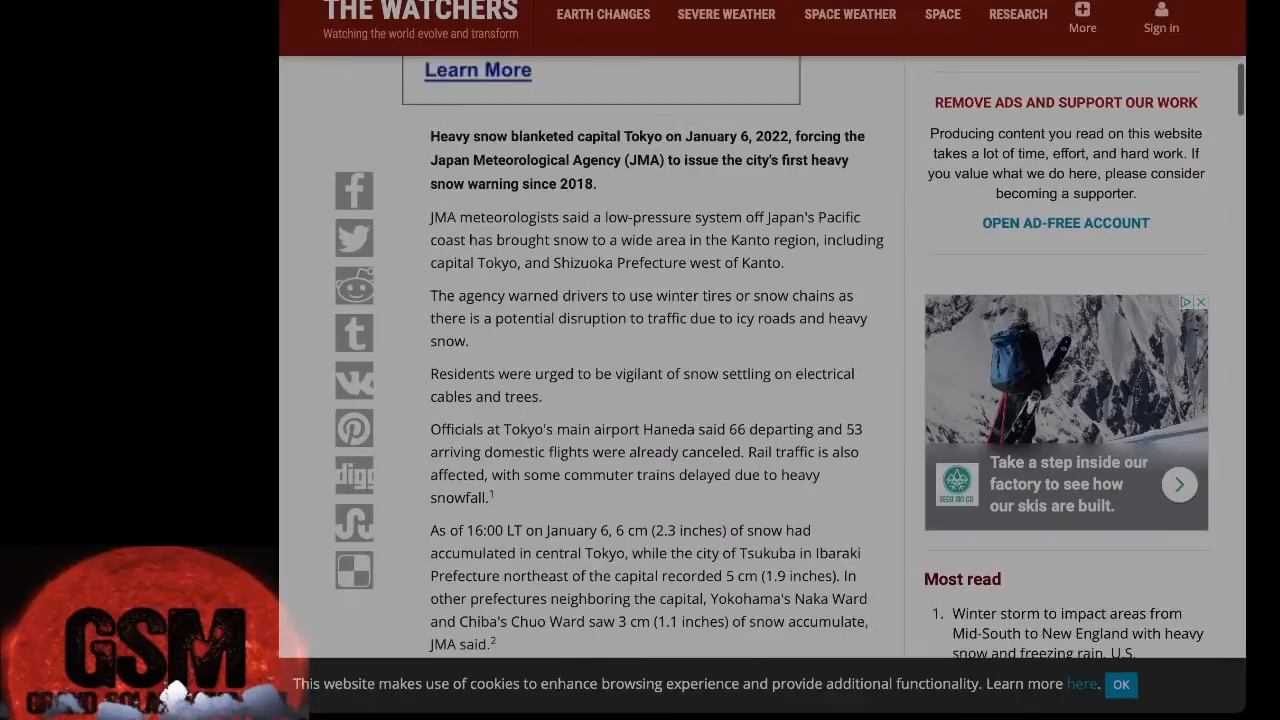 THE WATCHERS
Watching the world evolve and transform
EARTH CHANGES
SEVERE WEATHER
SPACE WEATHER
SPACE
RESEARCH
More
Sign in
Learn More
Heavy snow blanketed capital Tokyo on January 6, 2022, forcing the
Japan Meteorological Agency (JMA) to issue the city's first heavy
snow warning since 2018.
JMA meteorologists said a low-pressure system off Japan's Pacific
coast has brought snow to a wide area in the Kanto region, including
capital Tokyo, and Shizuoka Prefecture west of Kanto.
The agency warned drivers to use winter tires or snow chains as
there is a potential disruption to traffic due to icy roads and heavy
snow.
Residents were urged to be vigilant of snow settling on electrical
cables and trees.
Officials at Tokyo's main airport Haneda said 66 departing and 53
arriving domestic flights were already canceled. Rail traffic is also
affected, with some commuter trains delayed due to heavy
snowfall.1
As of 16:00 LT on January 6, 6 cm (2.3 inches) of snow had
accumulated in central Tokyo, while the city of Tsukuba in Ibaraki
Prefecture northeast of the capital recorded 5 cm (1.9 inches). In
other prefectures neighboring the capital, Yokohama's Naka Ward
and Chiba's Chuo Ward saw 3 cm (1.1 inches) of snow accumulate,
JMA said.2
digg
REMOVE ADS AND SUPPORT OUR WORK
Producing content you read on this website
takes a lot of time, effort, and hard work. If
you value what we do here, please consider
becoming a supporter.
OPEN AD-FREE ACCOUNT
Take a step inside our
factory to see how
our skis are built.
Most read
1. Winter storm to impact areas from
Mid-South to New England with heavy
snow and freezing rain, U.S.
GSM
This website makes use of cookies to enhance browsing experience and provide additional functionality. Learn more here.
OK